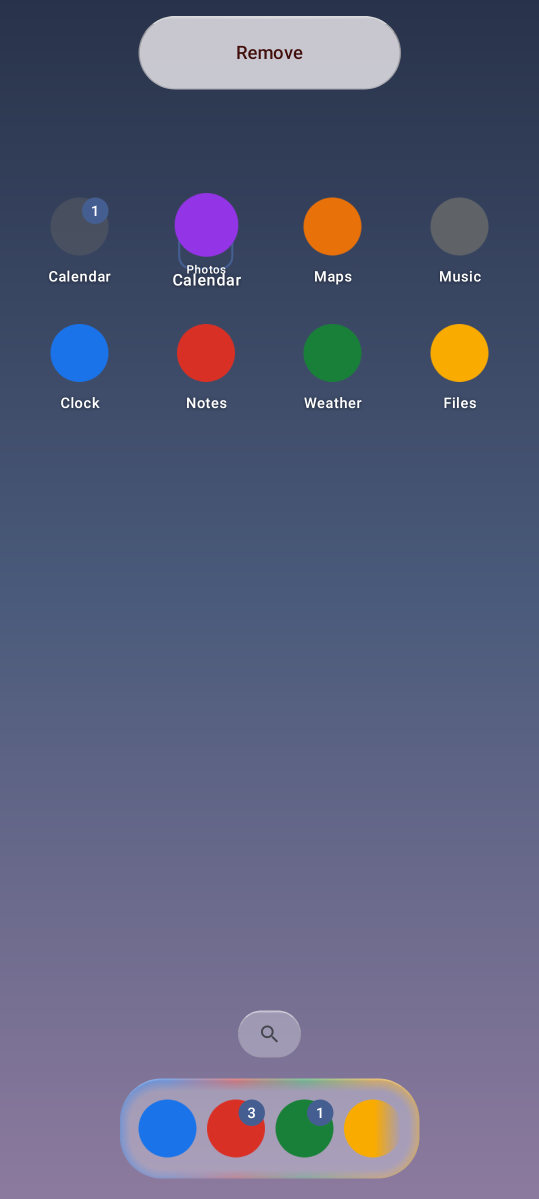 Remove
1
Calendar
Photos
Calendar
Maps
Music
Clock
Notes
Weather
Files
3
1